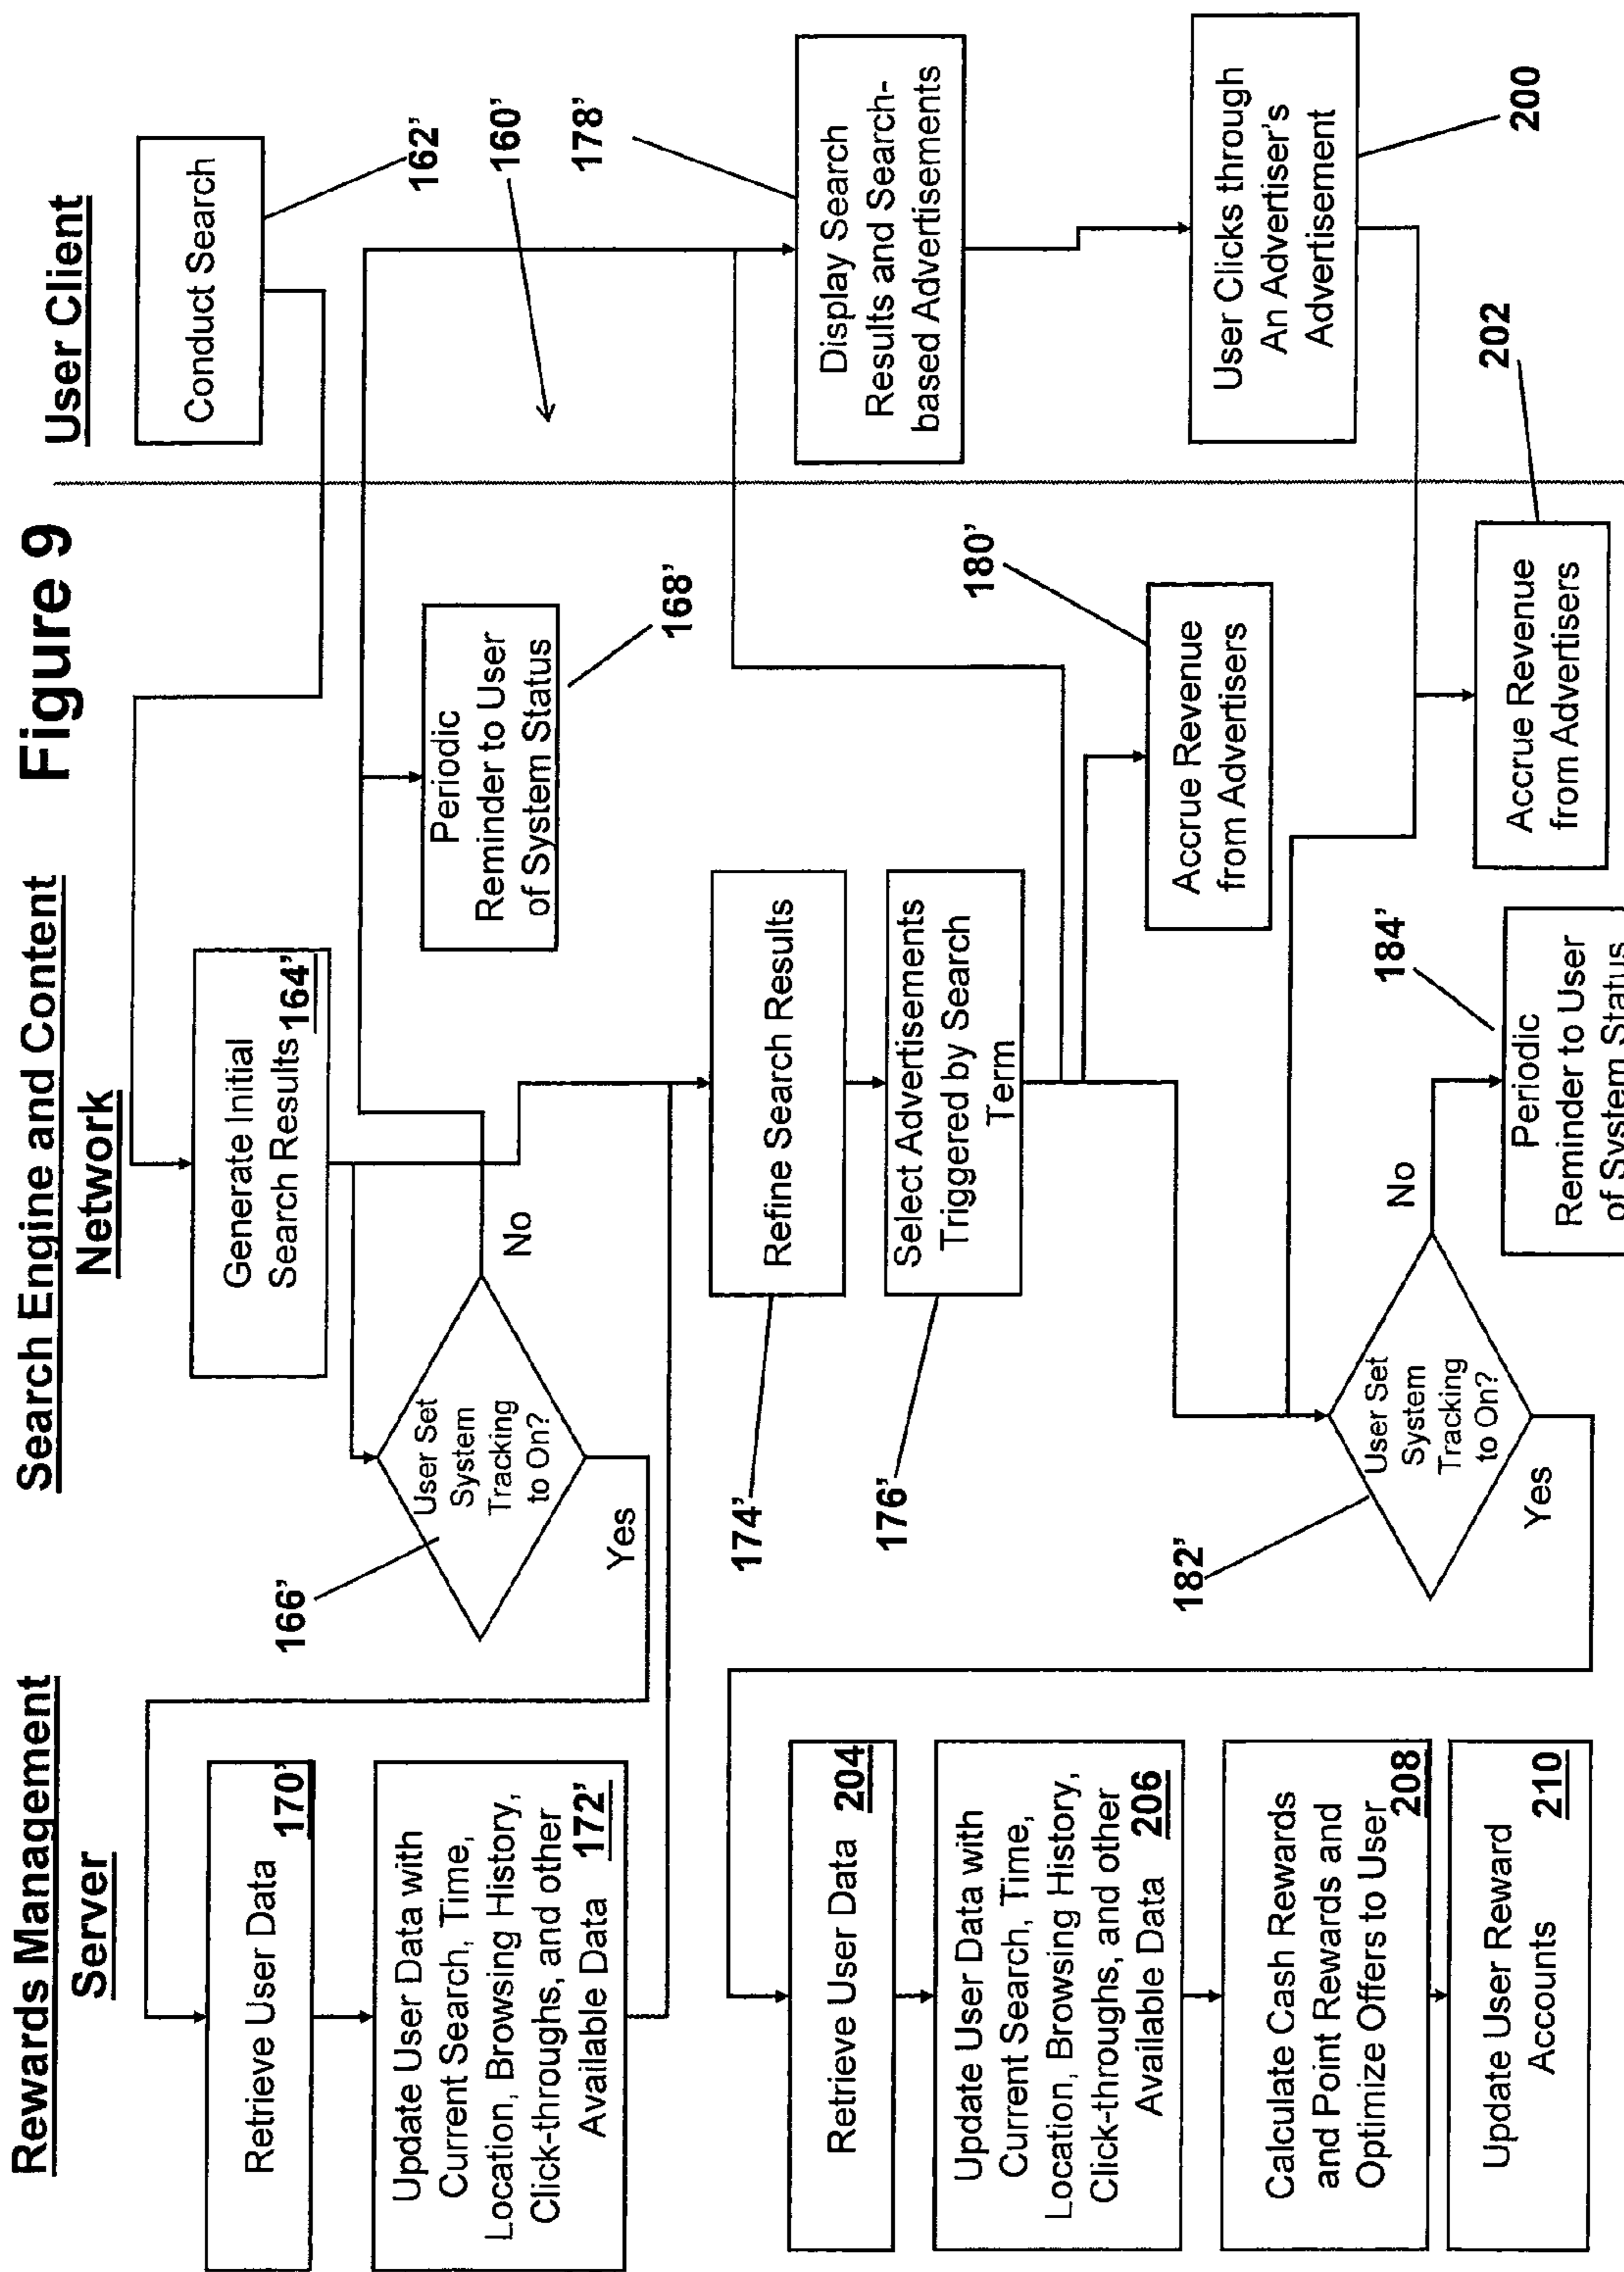 Figure 9
Rewards Management
Server
Search Engine and Content
Network
User Client
Conduct Search
162'
160'
Generate Initial
Search Results 164'
User Set
System
Tracking
to On?
166'
No
Yes
Periodic
Reminder to User
of System Status
168'
Retrieve User Data
170'
Update User Data with
Current Search, Time,
Location, Browsing History,
Click-throughs, and other
Available Data 172'
Refine Search Results
174'
Select Advertisements
Triggered by Search
Term
176'
Display Search
Results and Search-
based Advertisements
178'
Accrue Revenue
from Advertisers
180'
User Clicks through
An Advertiser's
Advertisement
200
Accrue Revenue
from Advertisers
202
User Set
System
Tracking
to On?
182'
No
Yes
Periodic
Reminder to User
of System Status
184'
Retrieve User Data 204
Update User Data with
Current Search, Time,
Location, Browsing History,
Click-throughs, and other
Available Data 206
Calculate Cash Rewards
and Point Rewards and
Optimize Offers to User
208
Update User Reward
Accounts
210